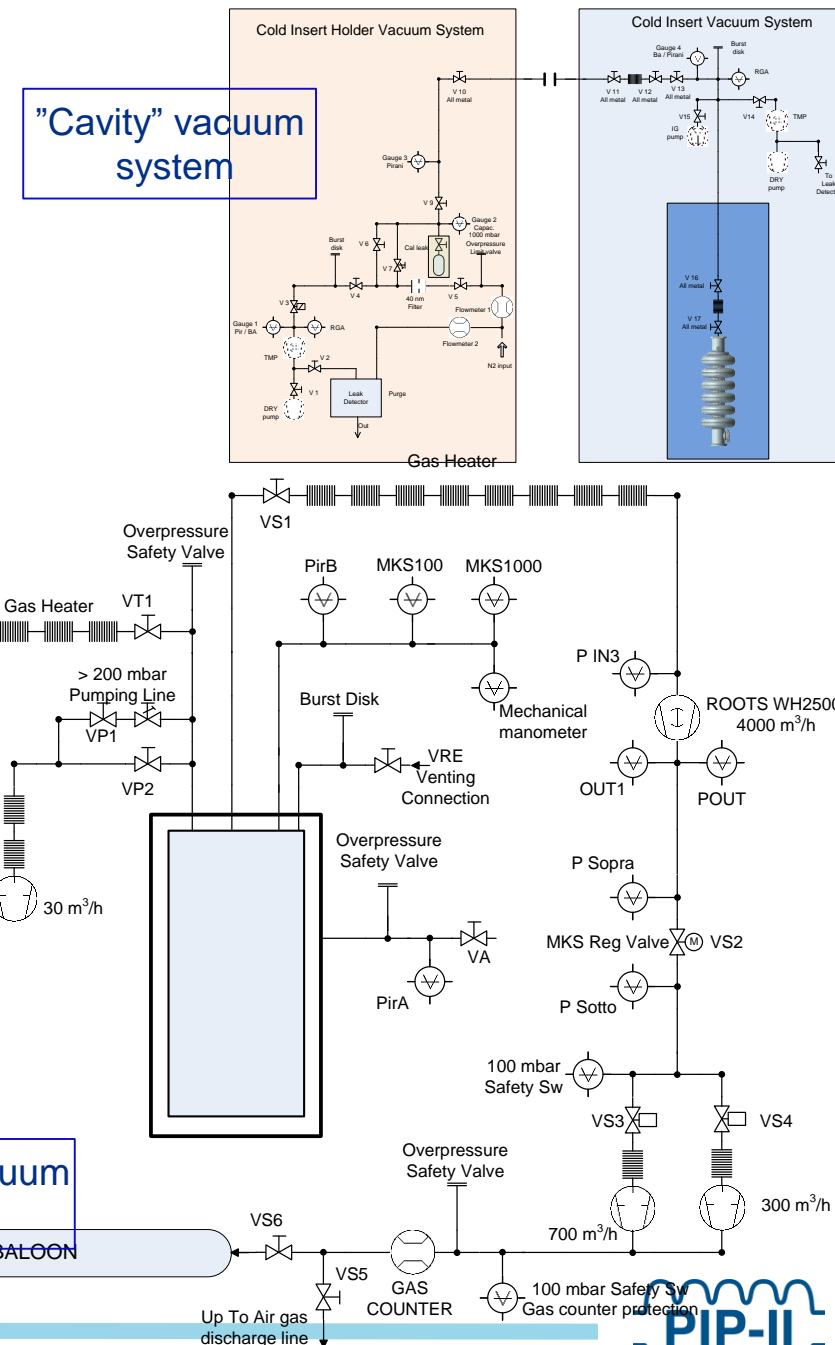 Cold Insert Holder Vacuum System
Cold Insert Vacuum System
"Cavity" vacuum
system
V 10
All metal
Gauge 3
Pirani
V 9
Gauge 2
Capac.
1000 mbar
Overpressure
Limit valve
Burst
disk
V 6
V 7
Cal leak
V 3
V 4
40 nm
Filter
V 5
Flowmeter 1
Gauge 1
Pir / BA
RGA
Flowmeter 2
TMP
V 2
N2 input
V 1
DRY
pump
Leak
Detector
Purge
Out
Gauge 4
Ba / Pirani
Burst
disk
RGA
V 11
All metal
V 12
All metal
V 13
All metal
V15
V14
TMP
IG
pump
DRY
pump
To
Leak
V 16
All metal
V 17
All metal
Gas Heater
VS1
Overpressure
Safety Valve
PirB
MKS100
MKS1000
Gas Heater
VT1
P IN3
> 200 mbar
Pumping Line
VP1
Mechanical
manometer
ROOTS WH2500
4000 m³/h
Burst Disk
VRE
Venting
Connection
VP2
OUT1
POUT
30 m³/h
Overpressure
Safety Valve
P Sopra
MKS Reg Valve
M
VS2
VA
PirA
P Sotto
100 mbar
Safety Sw
VS3
VS4
Overpressure
Safety Valve
700 m³/h
300 m³/h
VS6
VS5
GAS
COUNTER
100 mbar Safety Sw
Gas counter protection
Up To Air gas
discharge line
PIP-II